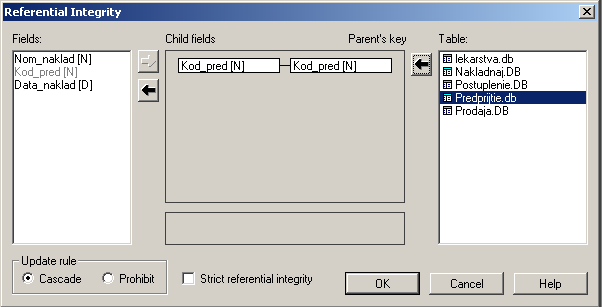 Referential Integrity
Fields:
Child fields
Parent's key
Table:
Nom_naklad [N]
Kod_pred [N]
Data_naklad [D]
Kod_pred [N]
Kod_pred [N]
lekarstva.db
Nakladnaj.DB
Postuplenie.DB
Predprijtie.db
Prodaja.DB
Update rule
Cascade
Prohibit
Strict referential integrity
OK
Cancel
Help